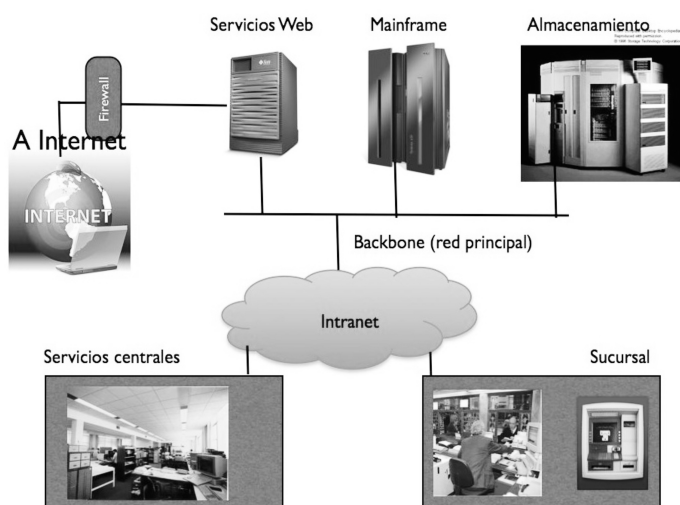 Servicios Web
Mainframe
Almacenamiento
Firewall
A Internet
INTERNET
Backbone (red principal)
Intranet
Servicios centrales
Sucursal